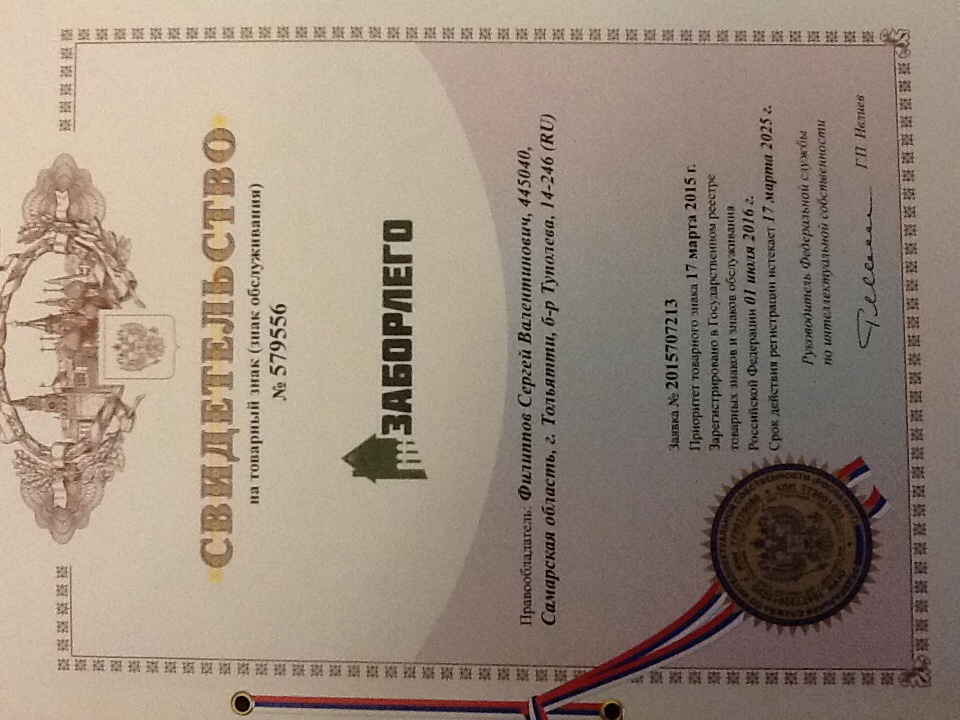 СВИДЕТЕЛЬСТВО
на товарный знак (знак обслуживания)
№ 579556
ЗАБОРЛЕГО
Правообладатель: Филиппов Сергей Валентинович, 445040,
Самарская область, г. Тольятти, б-р Туполева, 14-246 (RU)
Заявка № 2015707213
Приоритет товарного знака 17 марта 2015 г.
Зарегистрировано в Государственном реестре
товарных знаков и знаков обслуживания
Российской Федерации 01 июля 2016 г.
Срок действия регистрации истекает 17 марта 2025 г.
Руководитель Федеральной службы
по интеллектуальной собственности
Г.П. Ивлиев